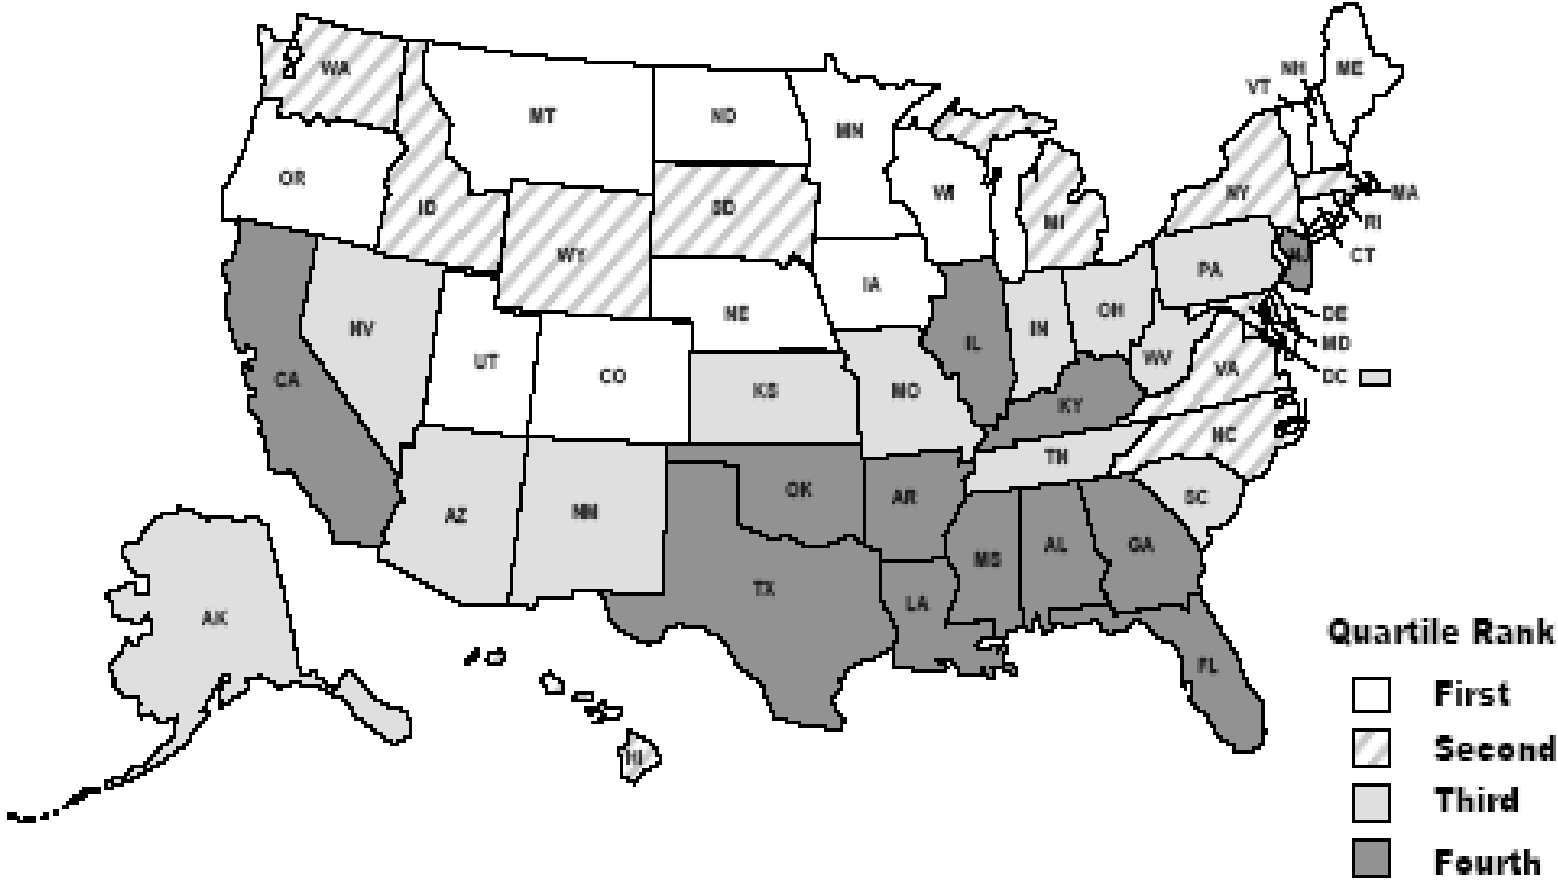 WA
MT
ND
MN
NH
ME
VT
OR
ID
SD
WI
NY
MA
MI
RI
WY
CT
NJ
PA
IA
NE
OH
DE
IN
MD
NV
IL
UT
CO
WV
VA
DC
CA
KS
MO
KY
NC
TN
OK
AR
SC
AZ
NM
MS
AL
GA
TX
LA
AK
FL
HI
Quartile Rank
First
Second
Third
Fourth